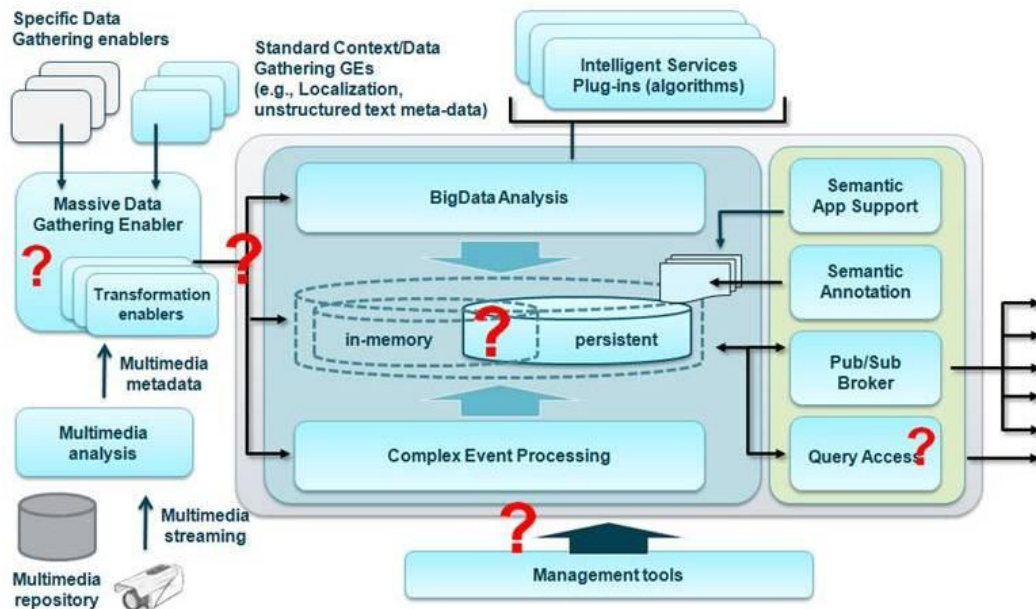 Specific Data
Gathering enablers
Standard Context/Data
Gathering GEs
(e.g., Localization,
unstructured text meta-data)
Intelligent Services
Plug-ins (algorithms)
Massive Data
Gathering Enabler
?
Transformation
enablers
?
BigData Analysis
in-memory
?
persistent
Complex Event Processing
Semantic
App Support
Semantic
Annotation
Pub/Sub
Broker
Query Access
?
Multimedia
metadata
Multimedia
analysis
Multimedia
streaming
Multimedia
repository
?
Management tools